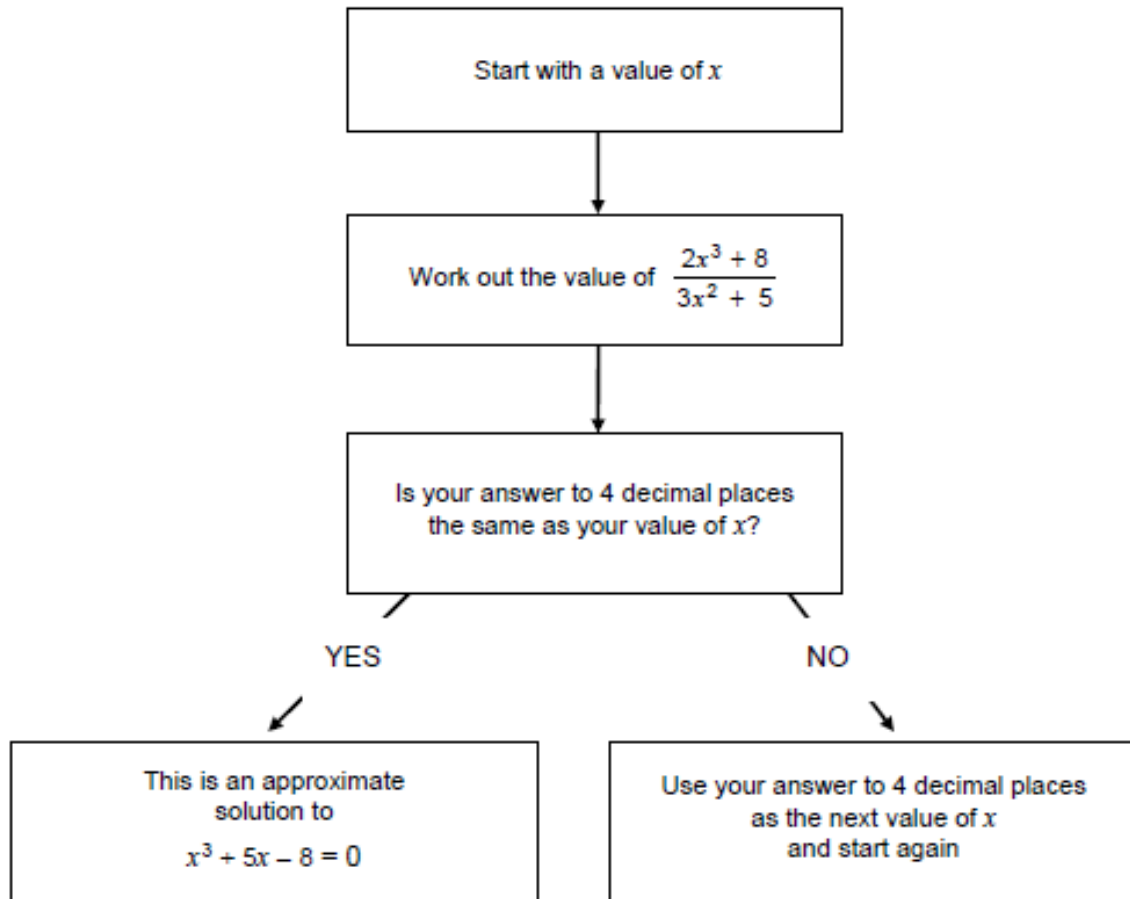 Start with a value of x
Work out the value of (2x³ + 8)/(3x² + 5)
Is your answer to 4 decimal places
the same as your value of x?
YES
NO
This is an approximate
solution to
x³ + 5x – 8 = 0
Use your answer to 4 decimal places
as the next value of x
and start again